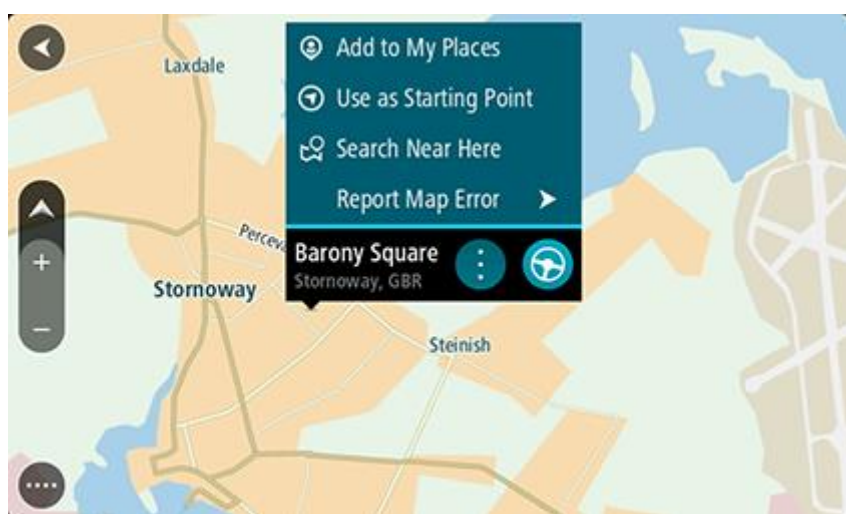 Laxdale
Add to My Places
Use as Starting Point
Search Near Here
Report Map Error
Perceva
Barony Square
Stornoway, GBR
Stornoway
Steinish